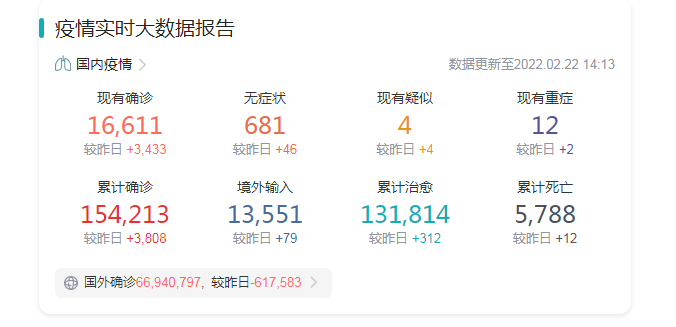 疫情实时大数据报告
国内疫情
数据更新至2022.02.22 14:13
现有确诊 无症状 现有疑似 现有重症
16,611 681 4 12
较昨日 +3,433 较昨日 +46 较昨日 +4 较昨日 +2
累计确诊 境外输入 累计治愈 累计死亡
154,213 13,551 131,814 5,788
较昨日 +3,808 较昨日 +79 较昨日 +312 较昨日 +12
国外确诊66,940,797，较昨日-617,583